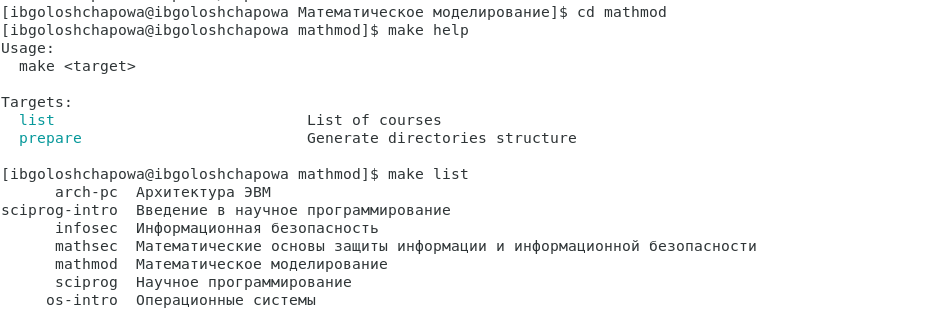 [ibgoloshchapowa@ibgoloshchapowa Математическое моделирование]$ cd mathmod
[ibgoloshchapowa@ibgoloshchapowa mathmod]$ make help
Usage:
  make <target>

Targets:
  list                            List of courses
  prepare                         Generate directories structure

[ibgoloshchapowa@ibgoloshchapowa mathmod]$ make list
      arch-pc  Архитектура ЭВМ
sciprog-intro  Введение в научное программирование
      infosec  Информационная безопасность
      mathsec  Математические основы защиты информации и информационной безопасности
      mathmod  Математическое моделирование
      sciprog  Научное программирование
     os-intro  Операционные системы